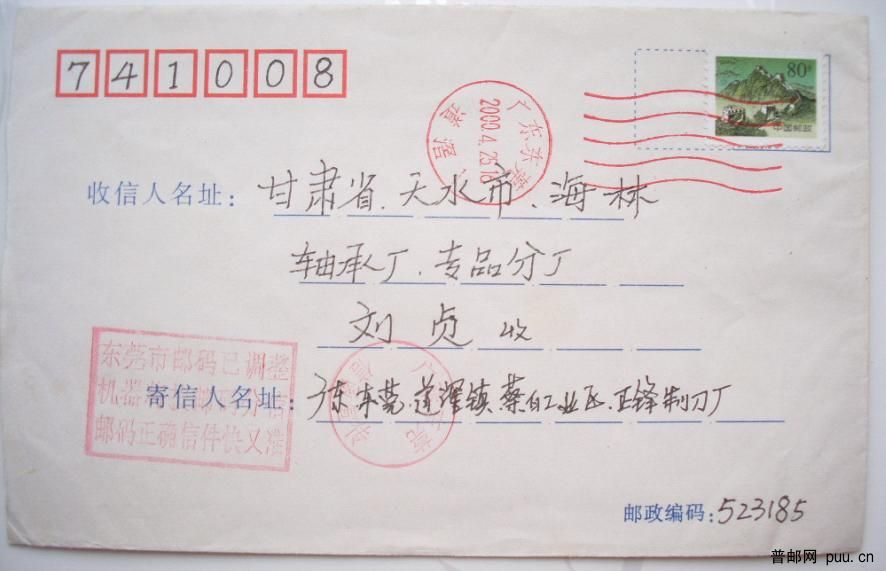 741008
80分
中国邮政
广东东莞
2000.4.25.16
收信人名址：甘肃省.天水市、海林
轴承厂.专品分厂
刘贞收
东莞市邮码已调整
机器
邮码正确信件快又准
寄信人名址：广东东莞.道滘镇蔡白工业区.正锋制刀厂
邮政编码：523185
普邮网 puu.cn